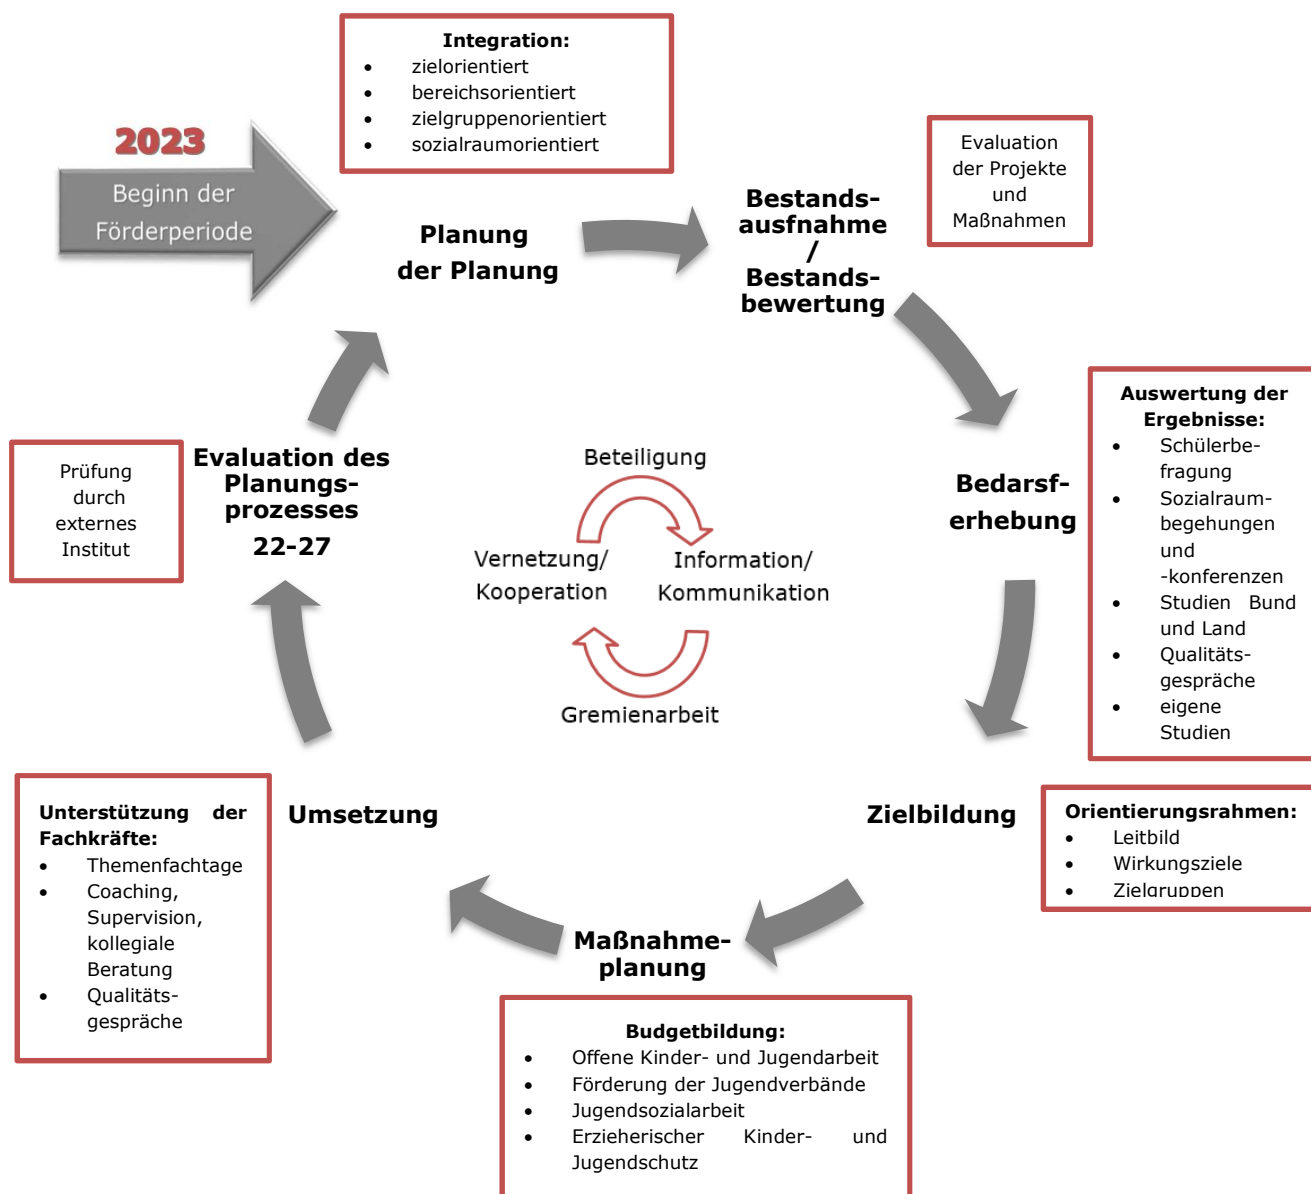 Integration:
• zielorientiert
• bereichsorientiert
• zielgruppenorientiert
• sozialraumorientiert
2023
Beginn der
Förderperiode
Planung
der Planung
Bestands-
ausfnahme
/
Bestands-
bewertung
Evaluation
der Projekte
und
Maßnahmen
Auswertung der
Ergebnisse:
• Schülerbe-
fragung
• Sozialraum-
begehungen
und
-konferenzen
• Studien Bund
und Land
• Qualitäts-
gespräche
• eigene
Studien
Bedarsf-
erhebung
Prüfung
durch
externes
Institut
Evaluation des
Planungs-
prozesses
22-27
Beteiligung
Vernetzung/
Kooperation
Information/
Kommunikation
Gremienarbeit
Unterstützung der
Fachkräfte:
• Themenfachtage
• Coaching,
Supervision,
kollegiale
Beratung
• Qualitäts-
gespräche
Umsetzung
Zielbildung
Orientierungsrahmen:
• Leitbild
• Wirkungsziele
• Zielgruppen
Maßnahme-
planung
Budgetbildung:
• Offene Kinder- und Jugendarbeit
• Förderung der Jugendverbände
• Jugendsozialarbeit
• Erzieherischer Kinder- und
Jugendschutz